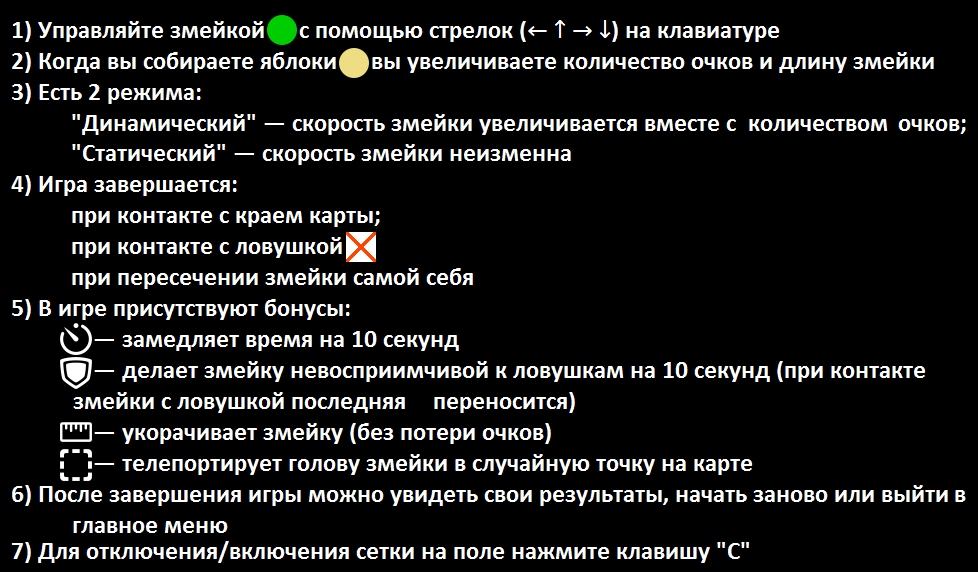 1) Управляйте змейкой с помощью стрелок (← ↑ → ↓) на клавиатуре
2) Когда вы собираете яблоки вы увеличиваете количество очков и длину змейки
3) Есть 2 режима:
"Динамический" — скорость змейки увеличивается вместе с количеством очков;
"Статический" — скорость змейки неизменна
4) Игра завершается:
при контакте с краем карты;
при контакте с ловушкой
при пересечении змейки самой себя
5) В игре присутствуют бонусы:
— замедляет время на 10 секунд
— делает змейку невосприимчивой к ловушкам на 10 секунд (при контакте
змейки с ловушкой последняя переносится)
— укорачивает змейку (без потери очков)
— телепортирует голову змейки в случайную точку на карте
6) После завершения игры можно увидеть свои результаты, начать заново или выйти в
главное меню
7) Для отключения/включения сетки на поле нажмите клавишу "С"